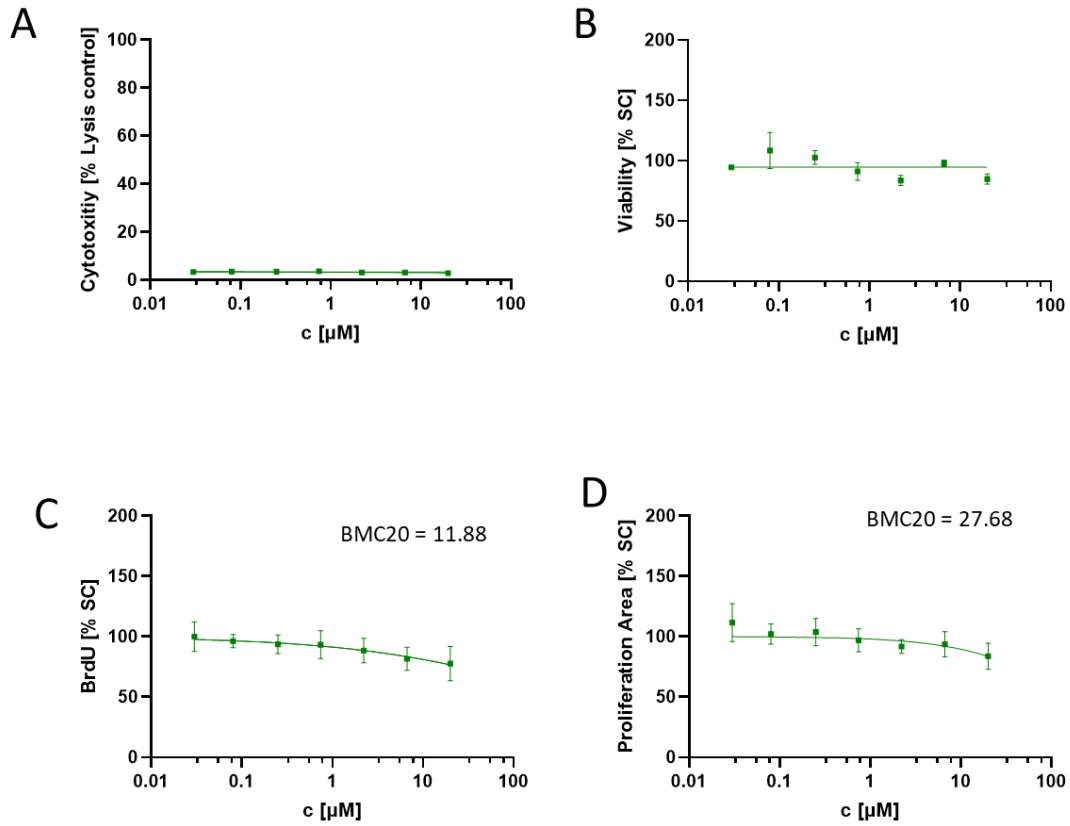 A
Cytotoxitiy [% Lysis control]
100
80
60
40
20
0
0.01 0.1 1 10 100
c [µM]
B
Viability [% SC]
200
150
100
50
0
0.01 0.1 1 10 100
c [µM]
C
BMC20 = 11.88
BrdU [% SC]
200
150
100
50
0
0.01 0.1 1 10 100
c [µM]
D
BMC20 = 27.68
Proliferation Area [% SC]
200
150
100
50
0
0.01 0.1 1 10 100
c [µM]